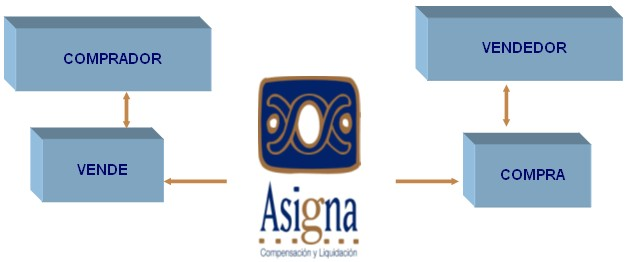 COMPRADOR
VENDEDOR
VENDE
COMPRA
Asigna
Compensación y Liquidación